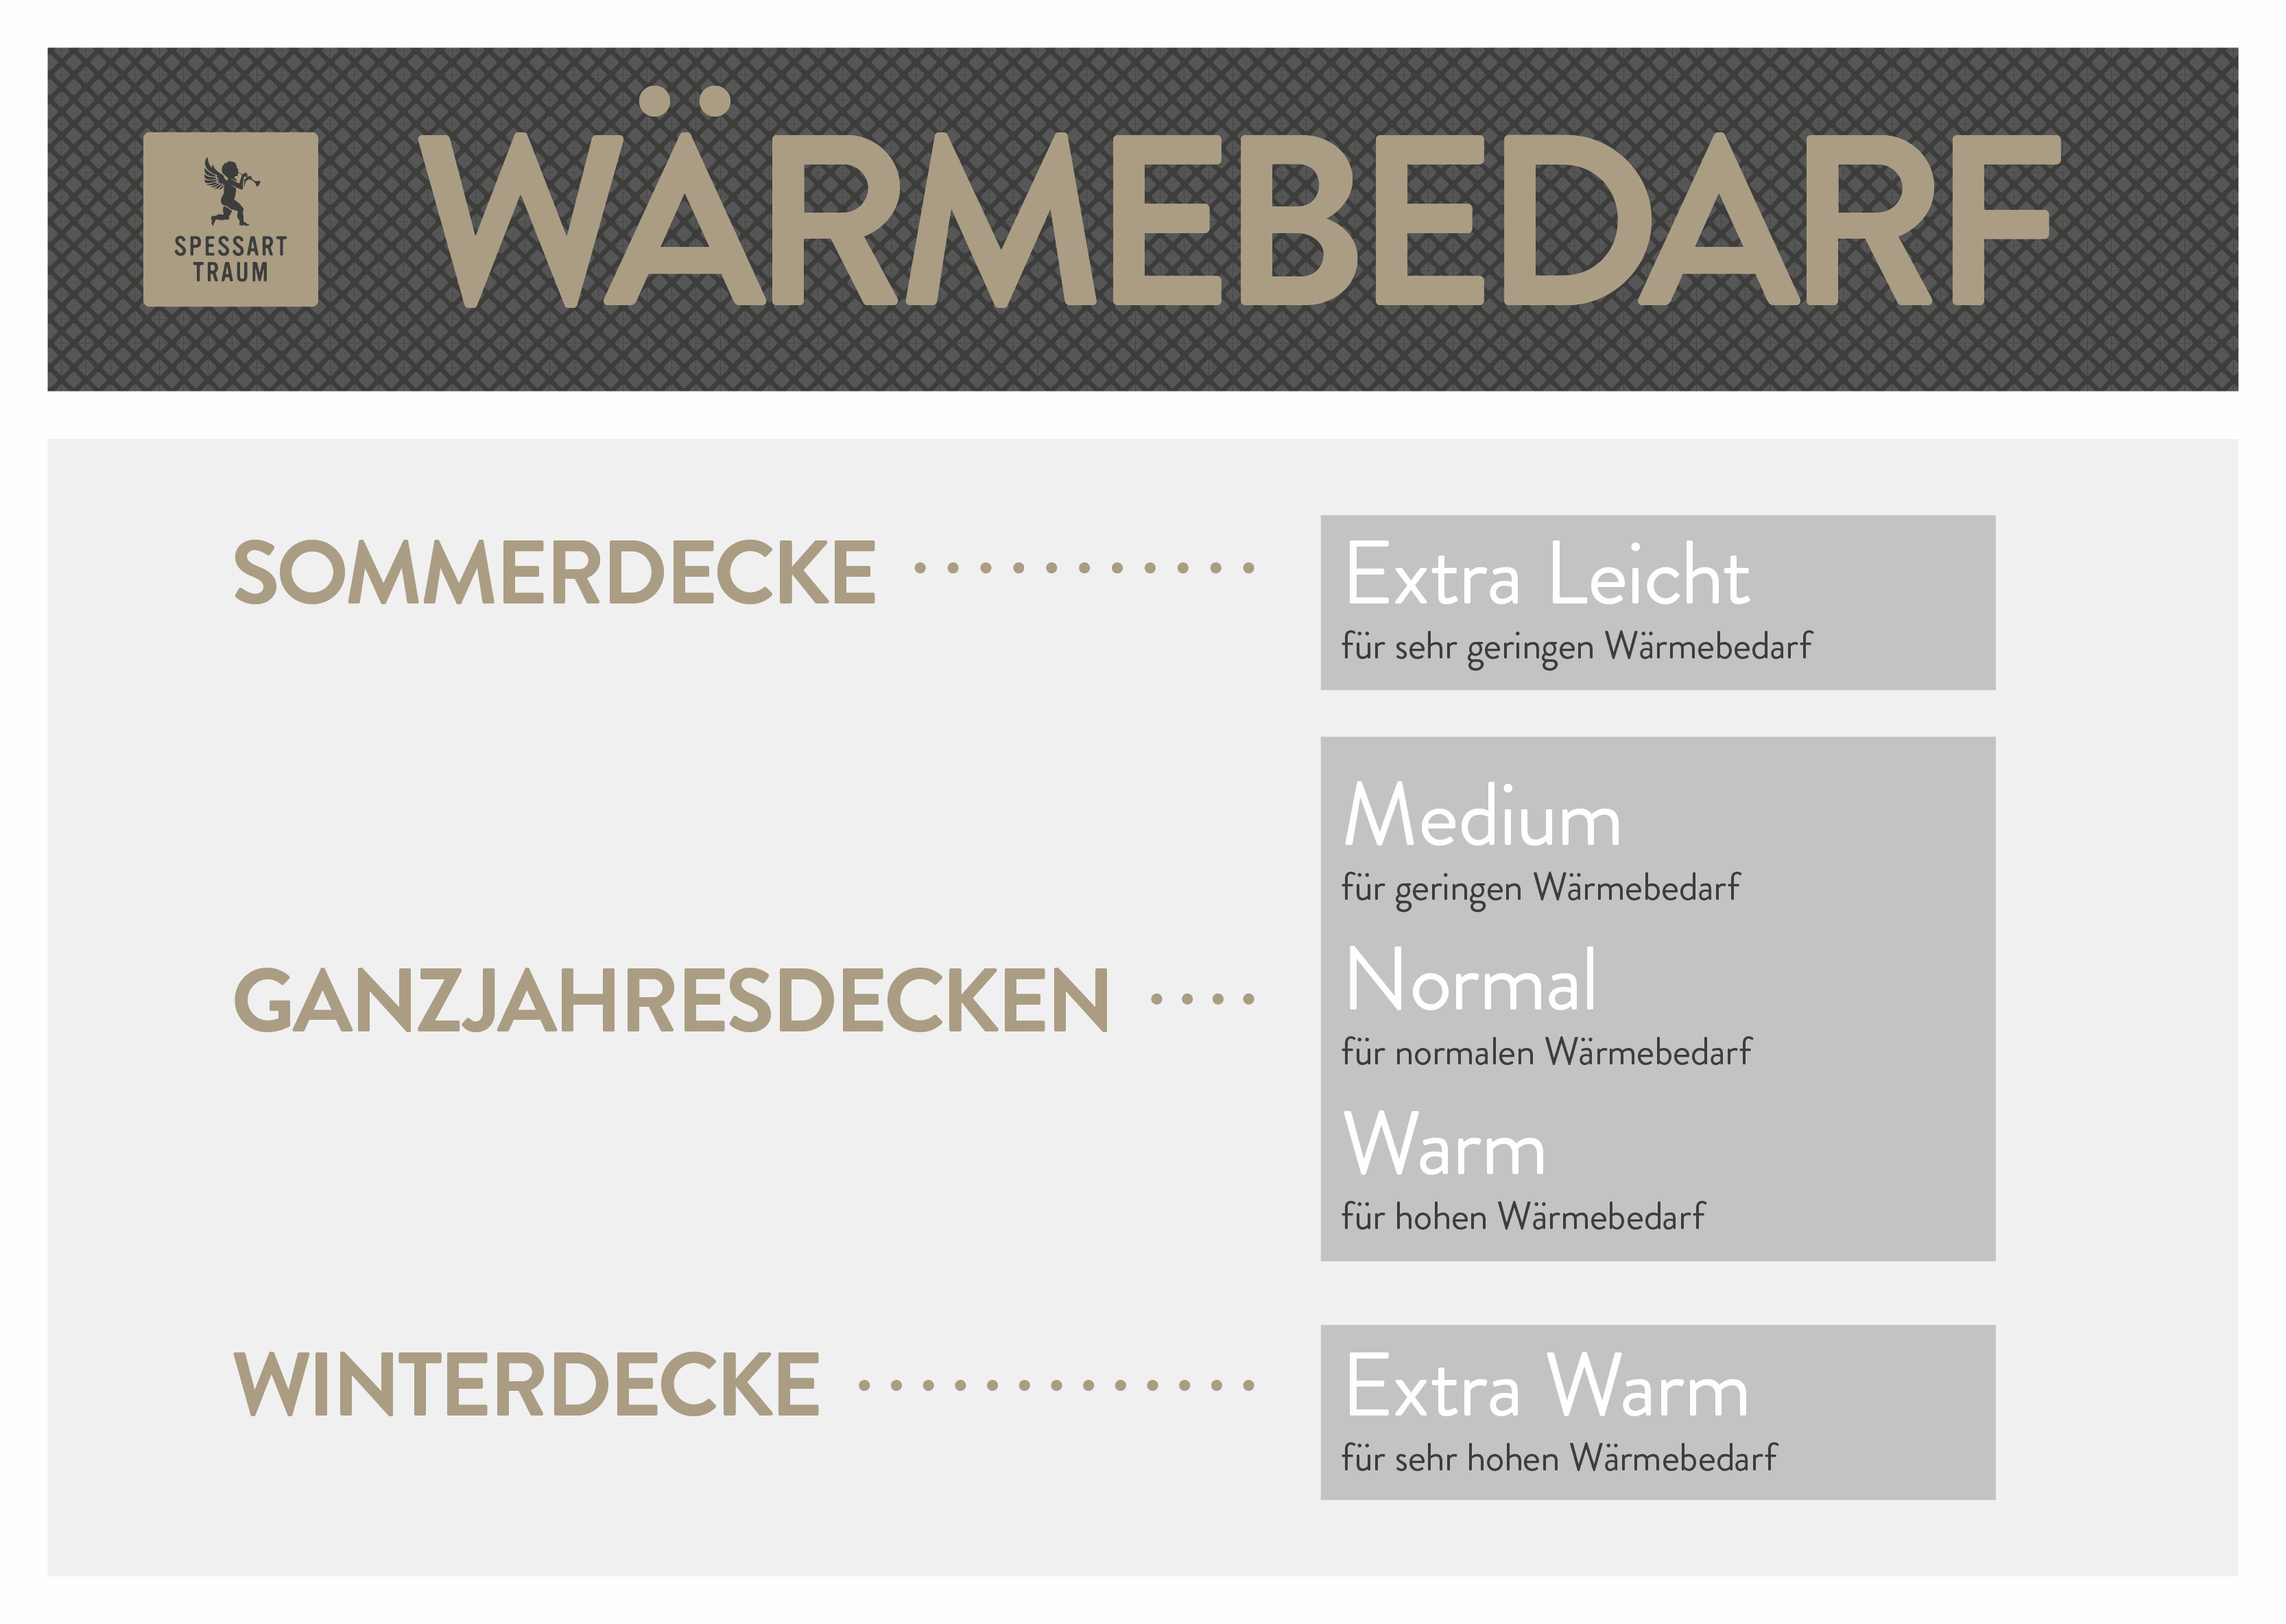 SPESSART
TRAUM
WÄRMEBEDARF
SOMMERDECKE
Extra Leicht
für sehr geringen Wärmebedarf
GANZJAHRESDECKEN
Medium
für geringen Wärmebedarf
Normal
für normalen Wärmebedarf
Warm
für hohen Wärmebedarf
WINTERDECKE
Extra Warm
für sehr hohen Wärmebedarf